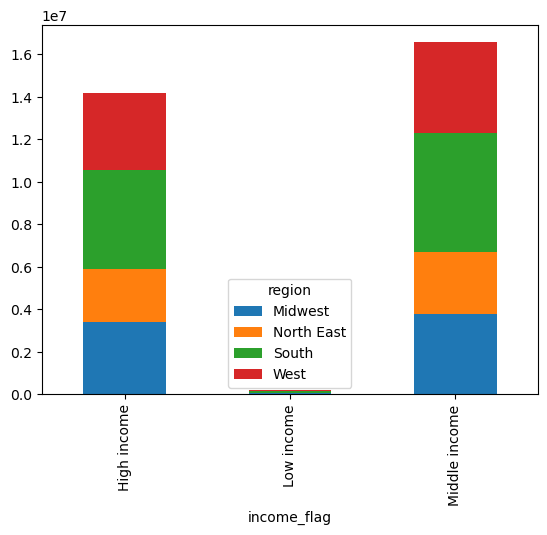 1e7
1.6
1.4
1.2
1.0
0.8
0.6
0.4
0.2
0.0
region
Midwest
North East
South
West
High income
Low income
Middle income
income_flag